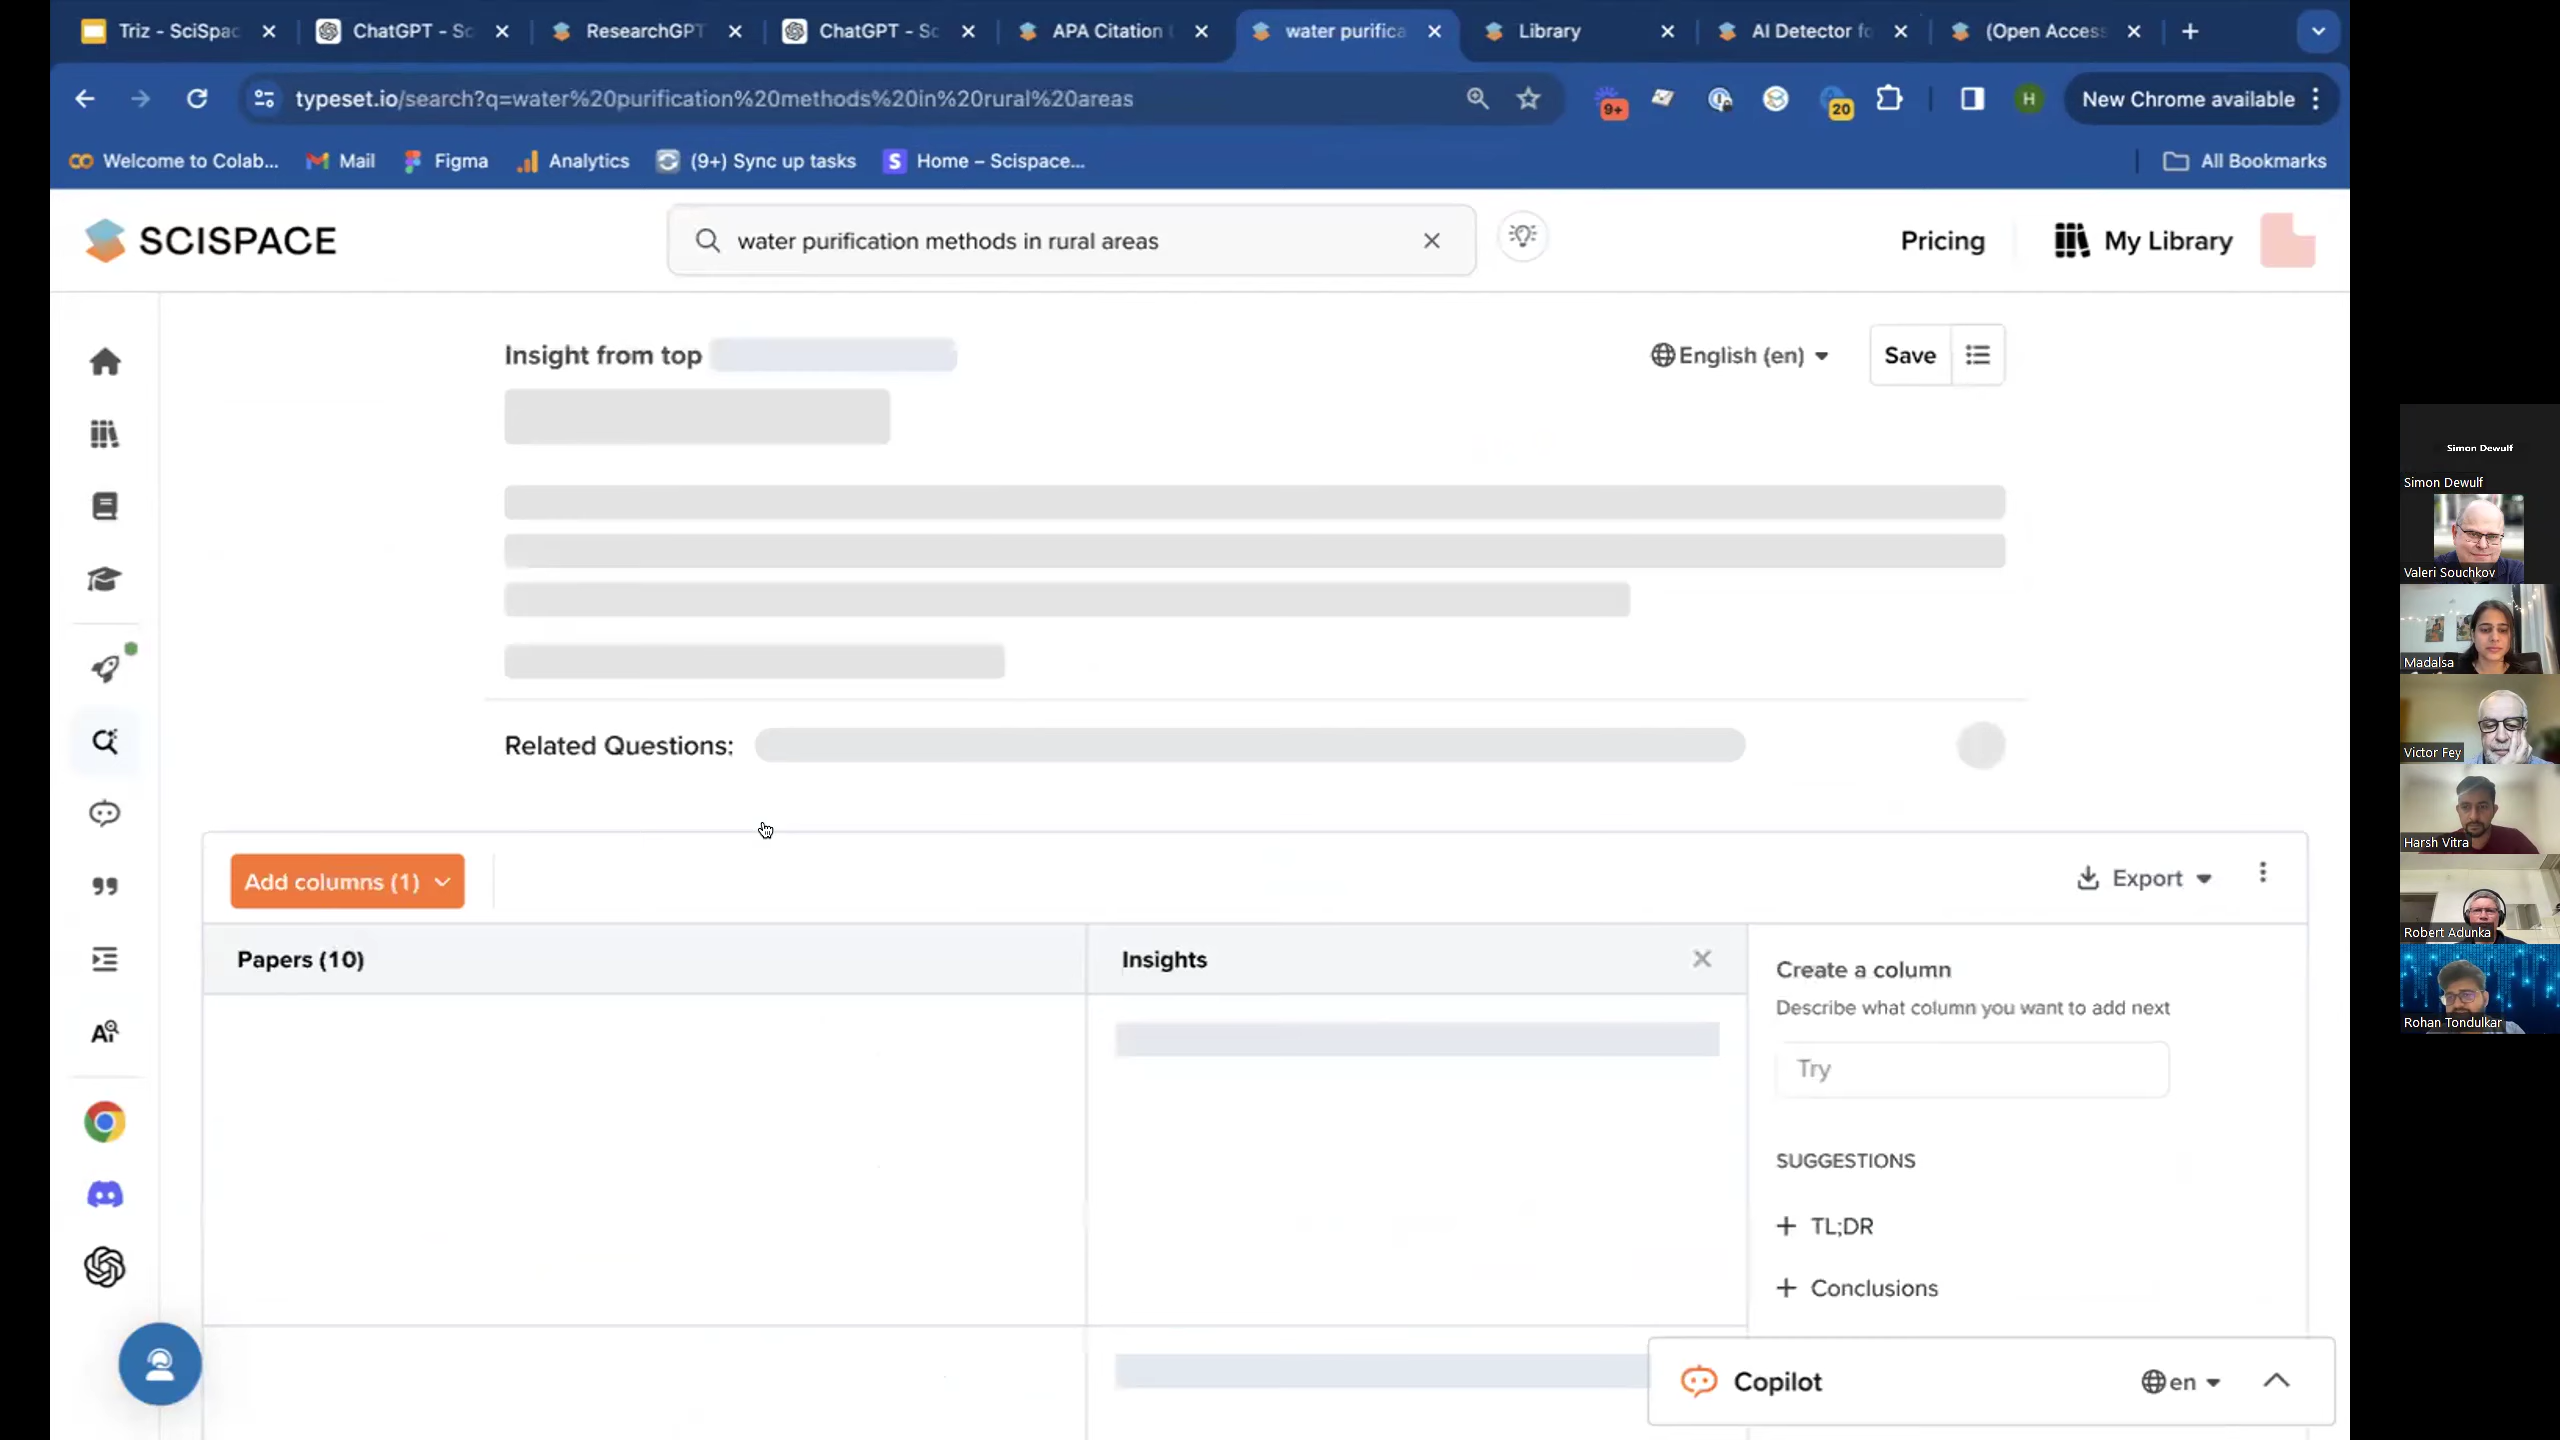 Triz - SciSpac
ChatGPT - Sc
ResearchGPT
ChatGPT - Sc
APA Citation
water purifica
Library
AI Detector fo
(Open Access
typeset.io/search?q=water%20purification%20methods%20in%20rural%20areas
9+
20
H
New Chrome available
Welcome to Colab...
Mail
Figma
Analytics
(9+) Sync up tasks
S
Home – Scispace...
All Bookmarks
SCISPACE
water purification methods in rural areas
Pricing
My Library
Insight from top
English (en)
Save
Related Questions:
Add columns (1)
Export
Papers (10)
Insights
Create a column
Describe what column you want to add next
Try
SUGGESTIONS
+ TL;DR
+ Conclusions
Copilot
en
Simon Dewulf
Simon Dewulf
Valeri Souchkov
Madalsa
Victor Fey
Harsh Vitra
Robert Adunka
Rohan Tondulkar